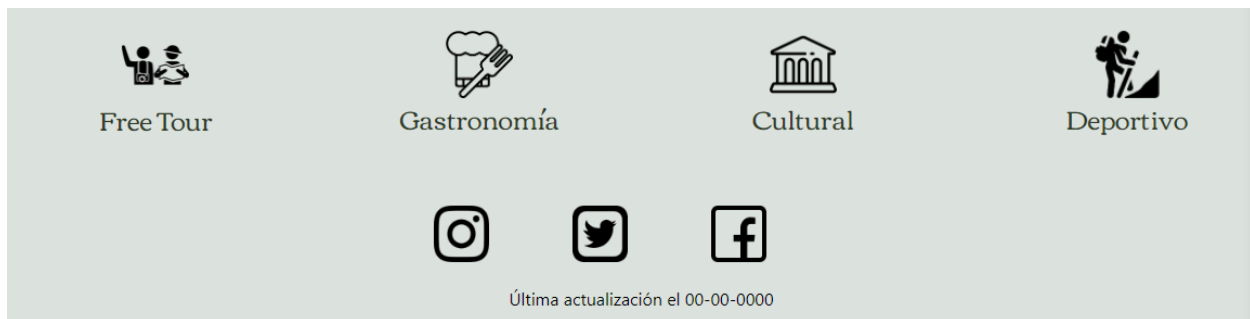 Free Tour
Gastronomía
Cultural
Deportivo
Última actualización el 00-00-0000